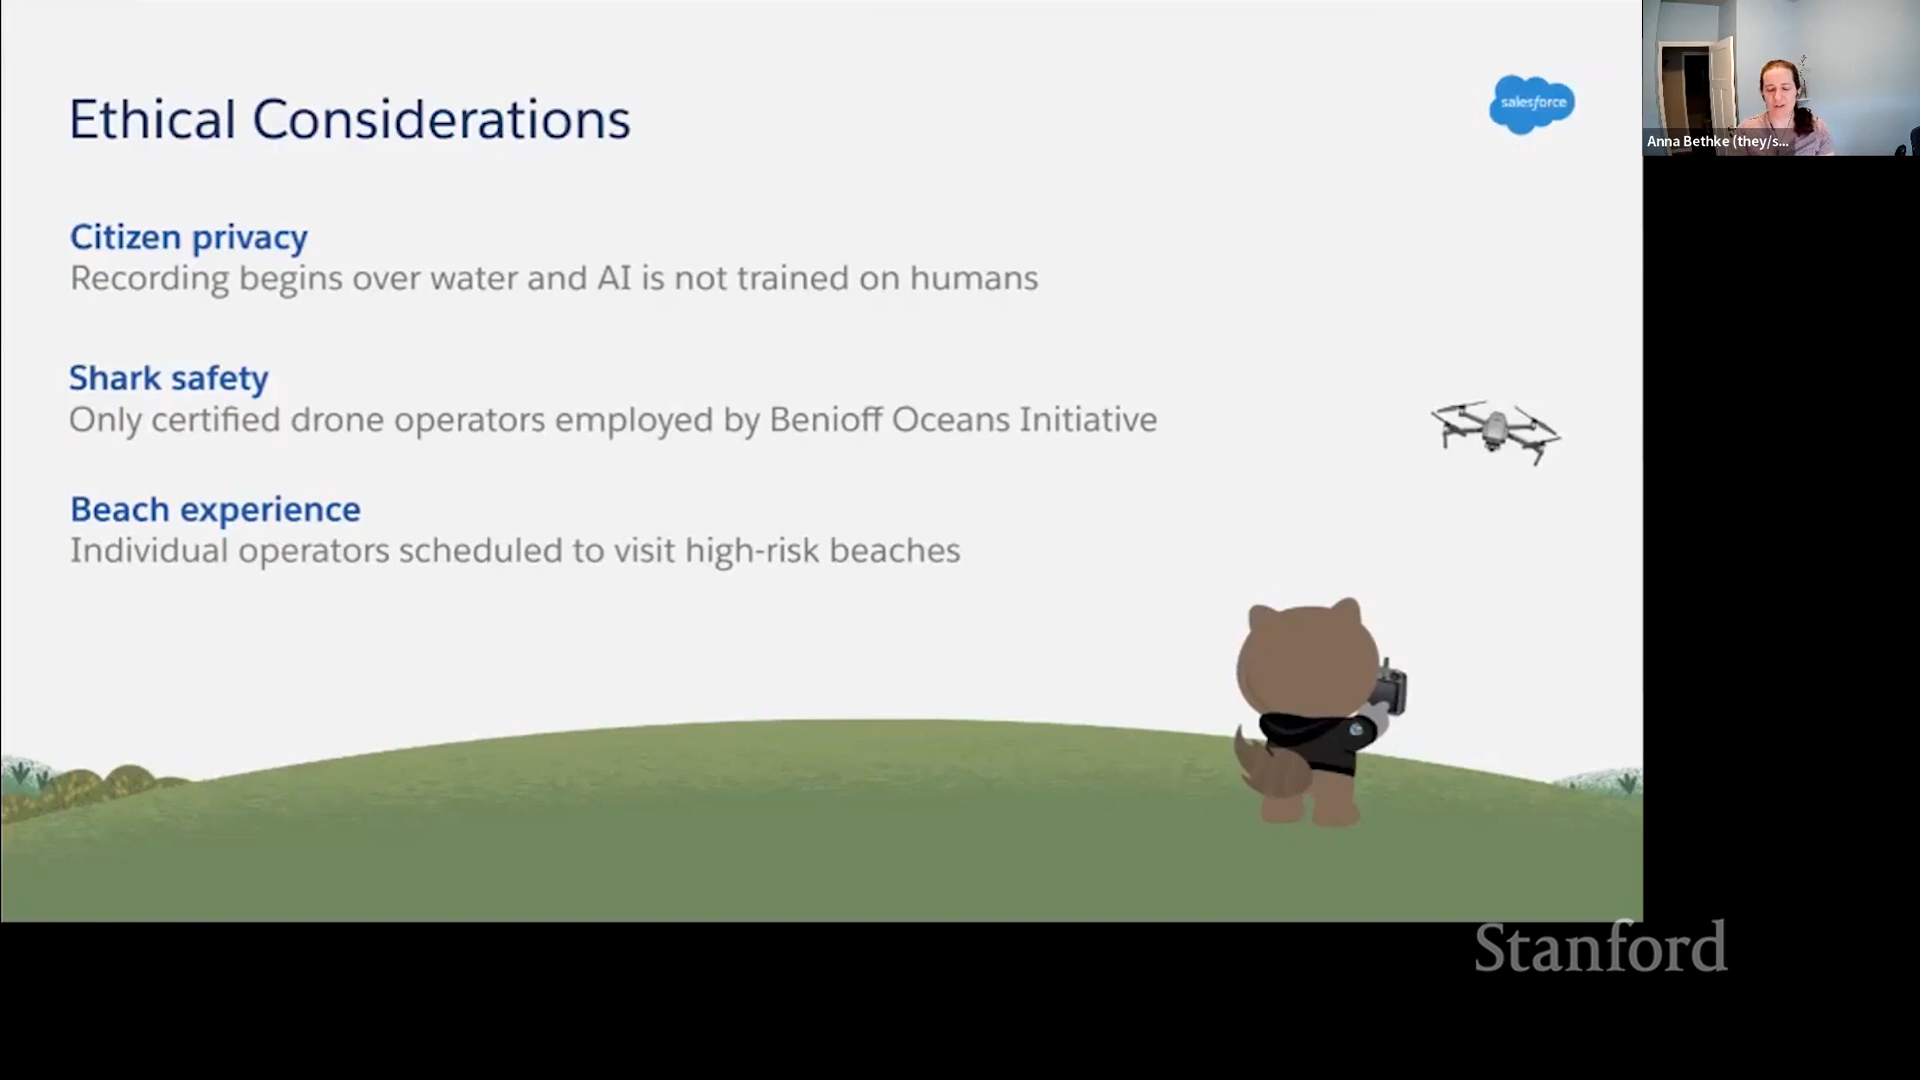 Ethical Considerations
salesforce
Anna Bethke (they/s...
Citizen privacy
Recording begins over water and AI is not trained on humans
Shark safety
Only certified drone operators employed by Benioff Oceans Initiative
Beach experience
Individual operators scheduled to visit high-risk beaches
Stanford